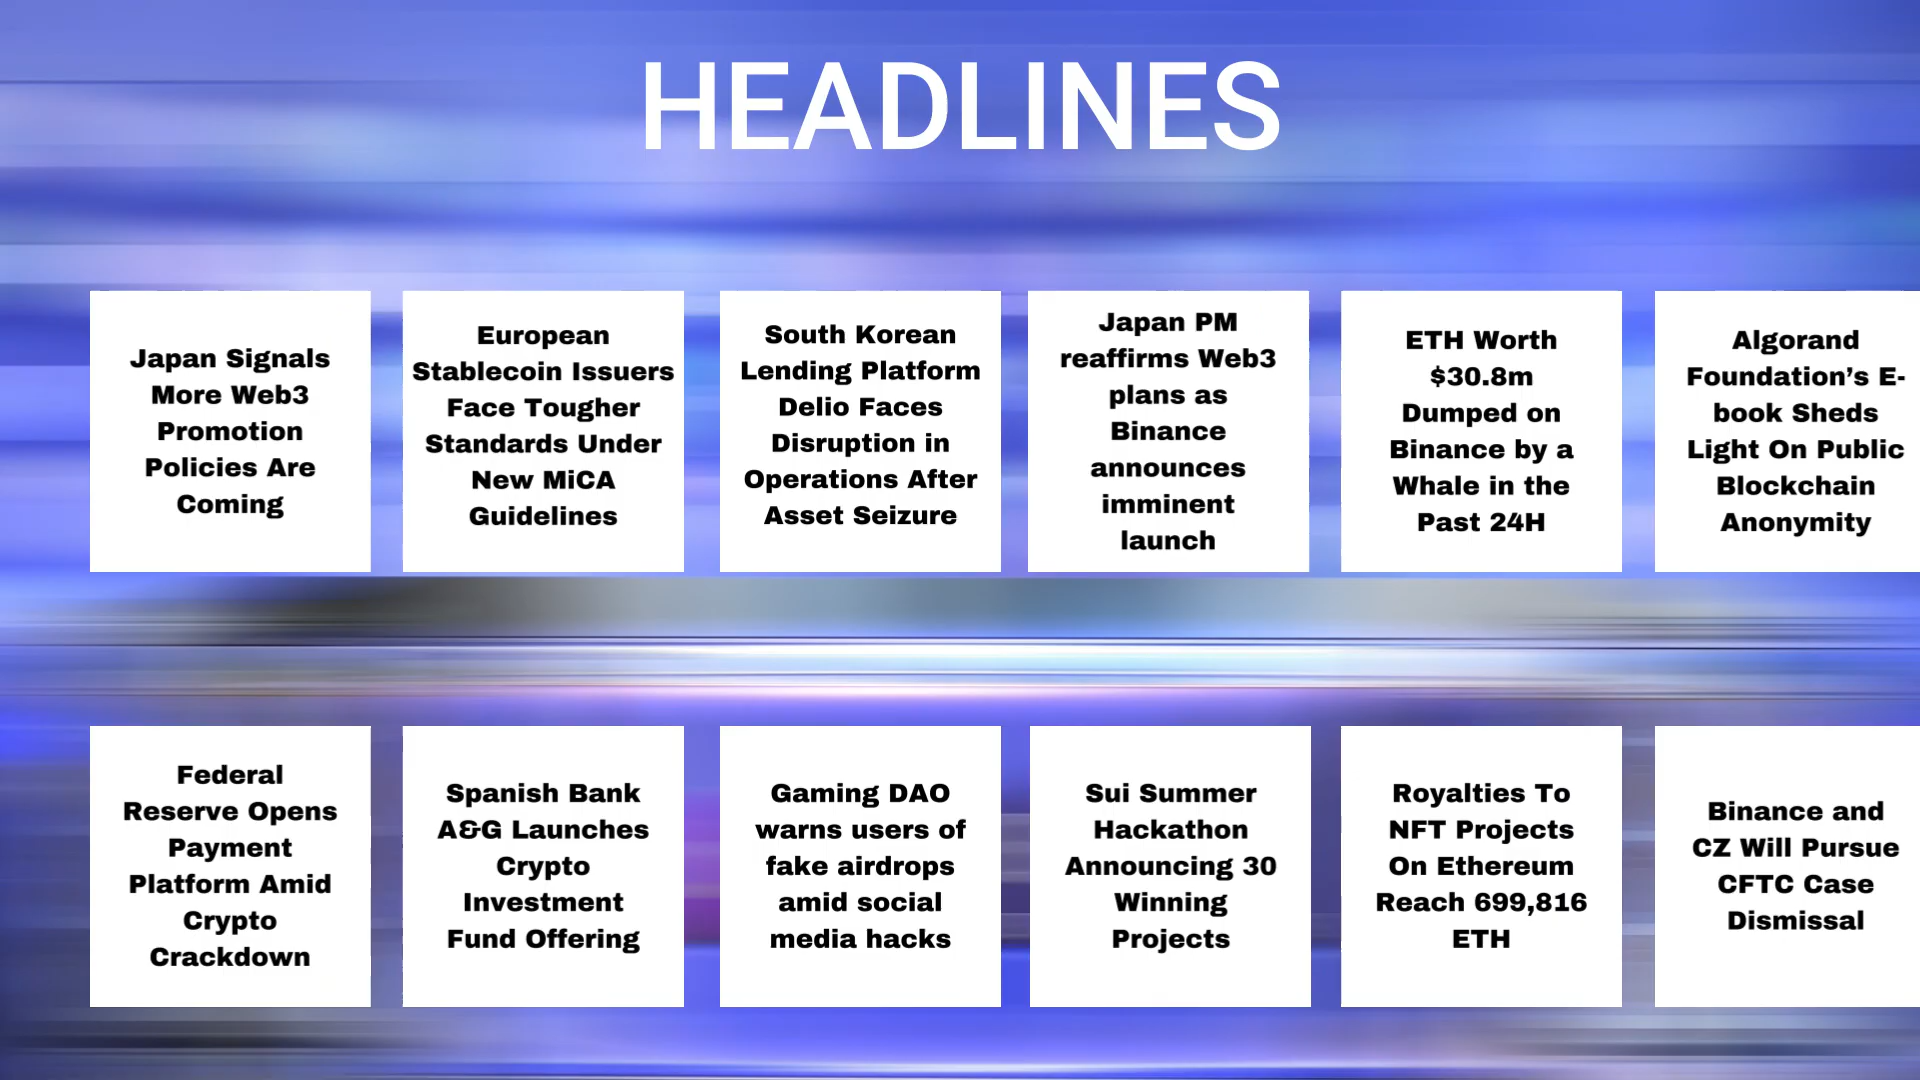 HEADLINES
Japan Signals
More Web3
Promotion
Policies Are
Coming
European
Stablecoin Issuers
Face Tougher
Standards Under
New MiCA
Guidelines
South Korean
Lending Platform
Delio Faces
Disruption in
Operations After
Asset Seizure
Japan PM
reaffirms Web3
plans as
Binance
announces
imminent
launch
ETH Worth
$30.8m
Dumped on
Binance by a
Whale in the
Past 24H
Algorand
Foundation’s E-
book Sheds
Light On Public
Blockchain
Anonymity
Federal
Reserve Opens
Payment
Platform Amid
Crypto
Crackdown
Spanish Bank
A&G Launches
Crypto
Investment
Fund Offering
Gaming DAO
warns users of
fake airdrops
amid social
media hacks
Sui Summer
Hackathon
Announcing 30
Winning
Projects
Royalties To
NFT Projects
On Ethereum
Reach 699,816
ETH
Binance and
CZ Will Pursue
CFTC Case
Dismissal